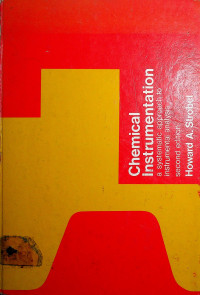 Chemical
Instrumentation
a systematic approach to
instrumental analysis
second edition
Howard A. Strobel